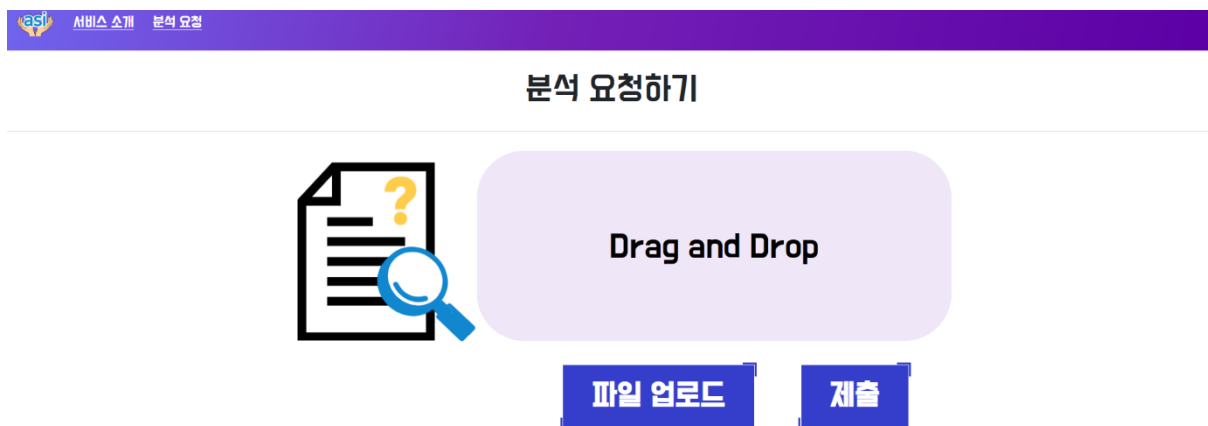 asi 서비스 소개 분석 요청
분석 요청하기
?
Drag and Drop
파일 업로드 제출